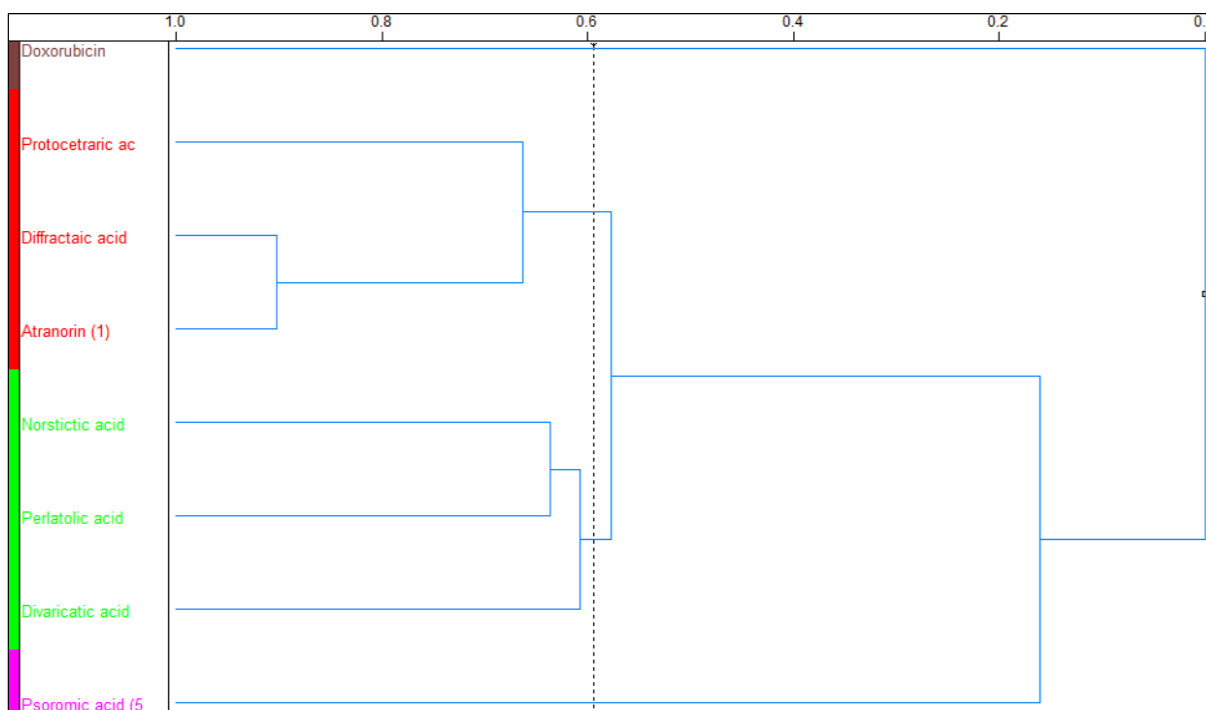 1.0 0.8 0.6 0.4 0.2 0.
Doxorubicin
Protocetraric ac
Diffractaic acid
Atranorin (1)
Norstictic acid
Perlatolic acid
Divaricatic acid
Psoromic acid (5